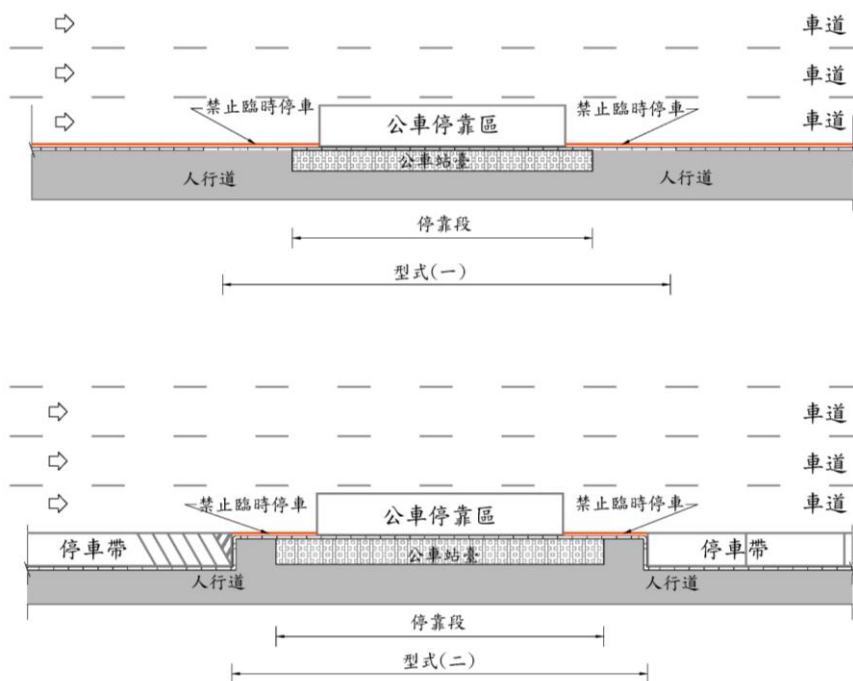 車道
車道
禁止臨時停車
禁止臨時停車
公車停靠區
車道
公車站臺
人行道
人行道
停靠段
型式(一)
車道
車道
禁止臨時停車
禁止臨時停車
車道
公車停靠區
停車帶
停車帶
公車站臺
人行道
人行道
停靠段
型式(二)